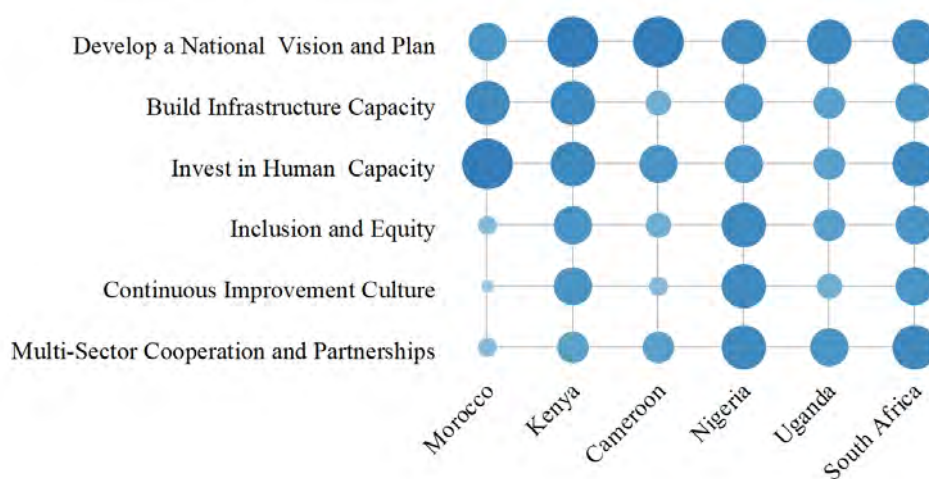 Develop a National Vision and Plan
Build Infrastructure Capacity
Invest in Human Capacity
Inclusion and Equity
Continuous Improvement Culture
Multi-Sector Cooperation and Partnerships
Morocco
Kenya
Cameroon
Nigeria
Uganda
South Africa